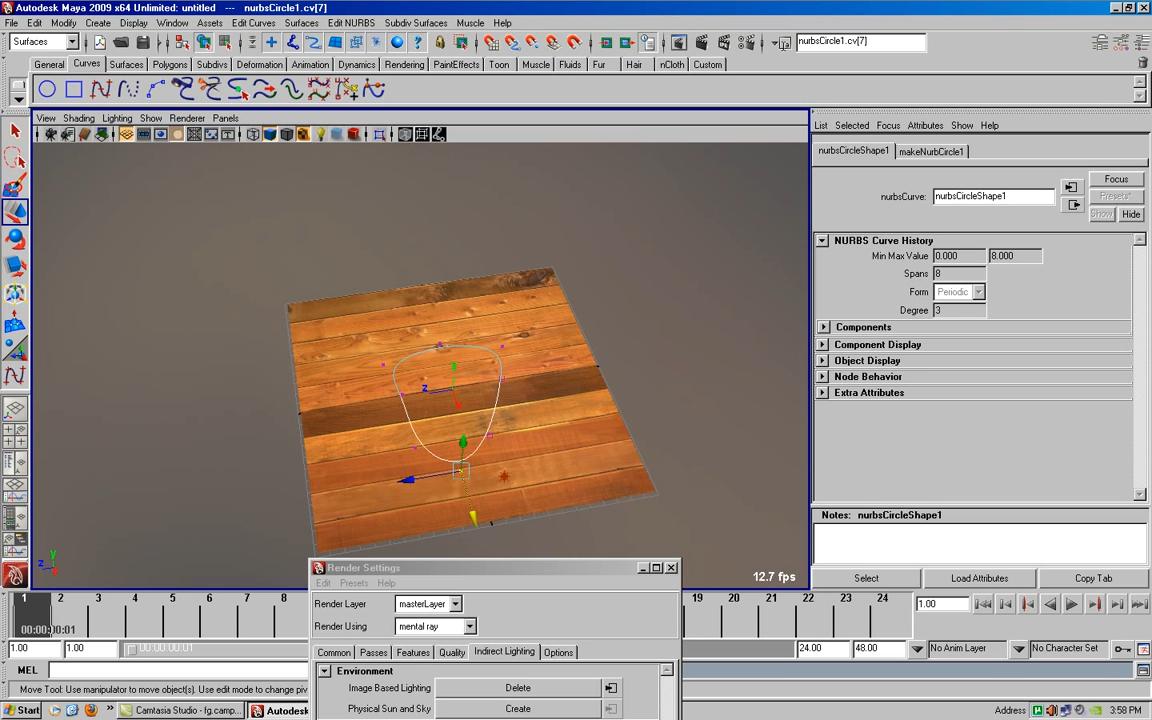 Autodesk Maya 2009 x64 Unlimited: untitled --- nurbsCircle1.cv[7]
File Edit Modify Create Display Window Assets Edit Curves Surfaces Edit NURBS Subdiv Surfaces Muscle Help
Surfaces nurbsCircle1.cv[7]
General Curves Surfaces Polygons Subdivs Deformation Animation Dynamics Rendering PaintEffects Toon Muscle Fluids Fur Hair nCloth Custom
View Shading Lighting Show Renderer Panels
List Selected Focus Attributes Show Help
nurbsCircleShape1 makeNurbCircle1
Focus
nurbsCurve: nurbsCircleShape1 Presets*
Show Hide
NURBS Curve History
Min Max Value 0.000 8.000
Spans 8
Form Periodic
Degree 3
Components
Component Display
Object Display
Node Behavior
Extra Attributes
Notes: nurbsCircleShape1
12.7 fps
Select Load Attributes Copy Tab
Render Settings
Edit Presets Help
Render Layer masterLayer
Render Using mental ray
Common Passes Features Quality Indirect Lighting Options
Environment
Image Based Lighting Delete
Physical Sun and Sky Create
1 2 3 4 5 6 7 8 19 20 21 22 23 24 1.00
00:00:00:01
1.00 1.00 00:00:00:01 24.00 48.00 No Anim Layer No Character Set
MEL
Move Tool: Use manipulator to move object(s). Use edit mode to change piv
Start Camtasia Studio - fg.camp... Autodesk Address 3:58 PM